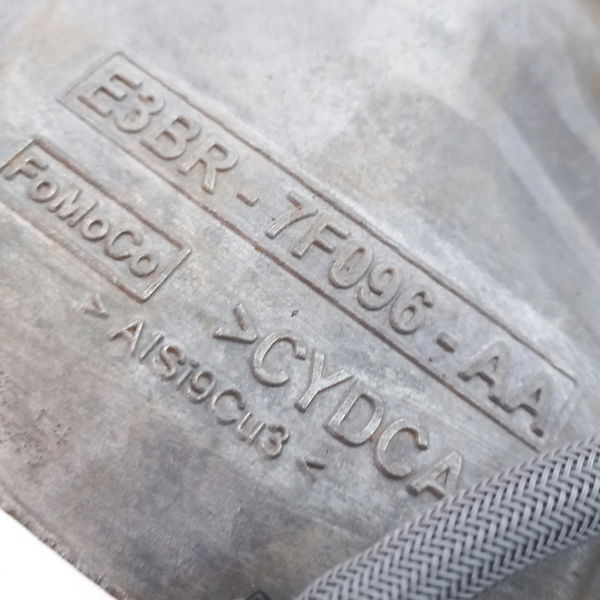 E3BR-7F096-AA
FoMoCo
>CYDCA
>AlSi9Cu3<